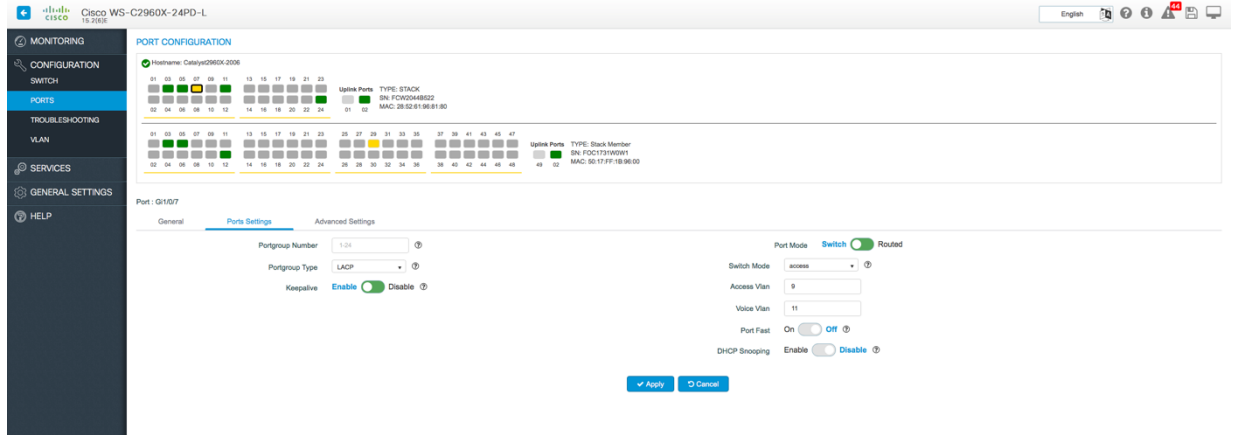 CISCO Cisco WS-C2960X-24PD-L
15.2(6)E
English
44
MONITORING
CONFIGURATION
SWITCH
PORTS
TROUBLESHOOTING
VLAN
SERVICES
GENERAL SETTINGS
HELP
PORT CONFIGURATION
Hostname: Catalyst2960X-2006
01 03 05 07 09 11 13 15 17 19 21 23
Uplink Ports TYPE: STACK
SN: FCW2044B522
MAC: 28:52:61:96:81:80
02 04 06 08 10 12 14 16 18 20 22 24 01 02
01 03 05 07 09 11 13 15 17 19 21 23 25 27 29 31 33 35 37 39 41 43 45 47
Uplink Ports TYPE: Stack Member
SN: FOC1731W0W1
MAC: 50:17:FF:1B:96:00
02 04 06 08 10 12 14 16 18 20 22 24 26 28 30 32 34 36 38 40 42 44 46 48 49 02
Port : Gi1/0/7
General Ports Settings Advanced Settings
Portgroup Number 1-24
Portgroup Type LACP
Keepalive Enable Disable
Port Mode Switch Routed
Switch Mode access
Access Vlan 9
Voice Vlan 11
Port Fast On Off
DHCP Snooping Enable Disable
Apply Cancel